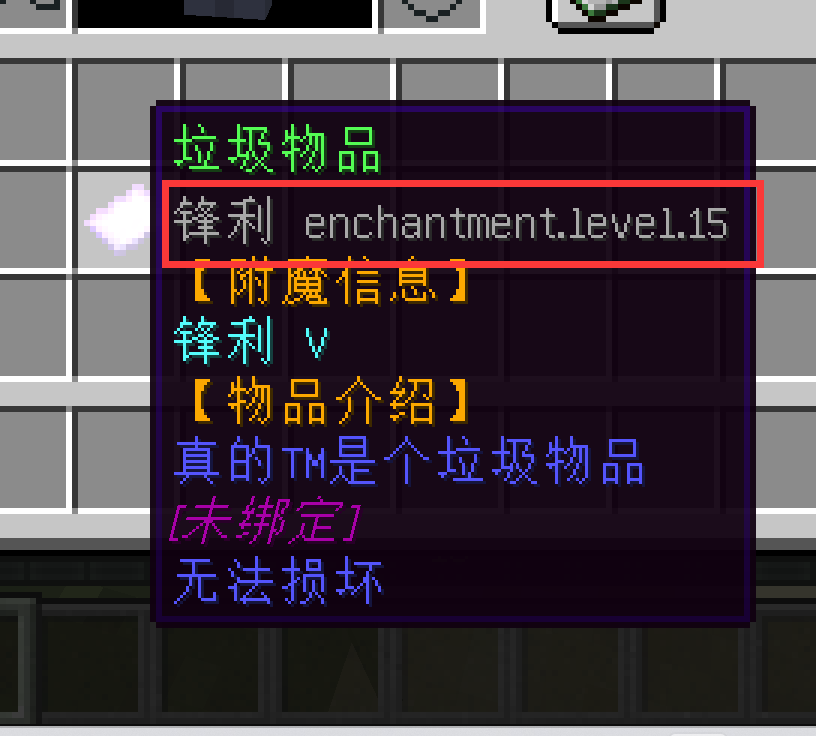 垃圾物品
锋利 enchantment.level.15
【附魔信息】
锋利 V
【物品介绍】
真的TM是个垃圾物品
[未绑定]
无法损坏